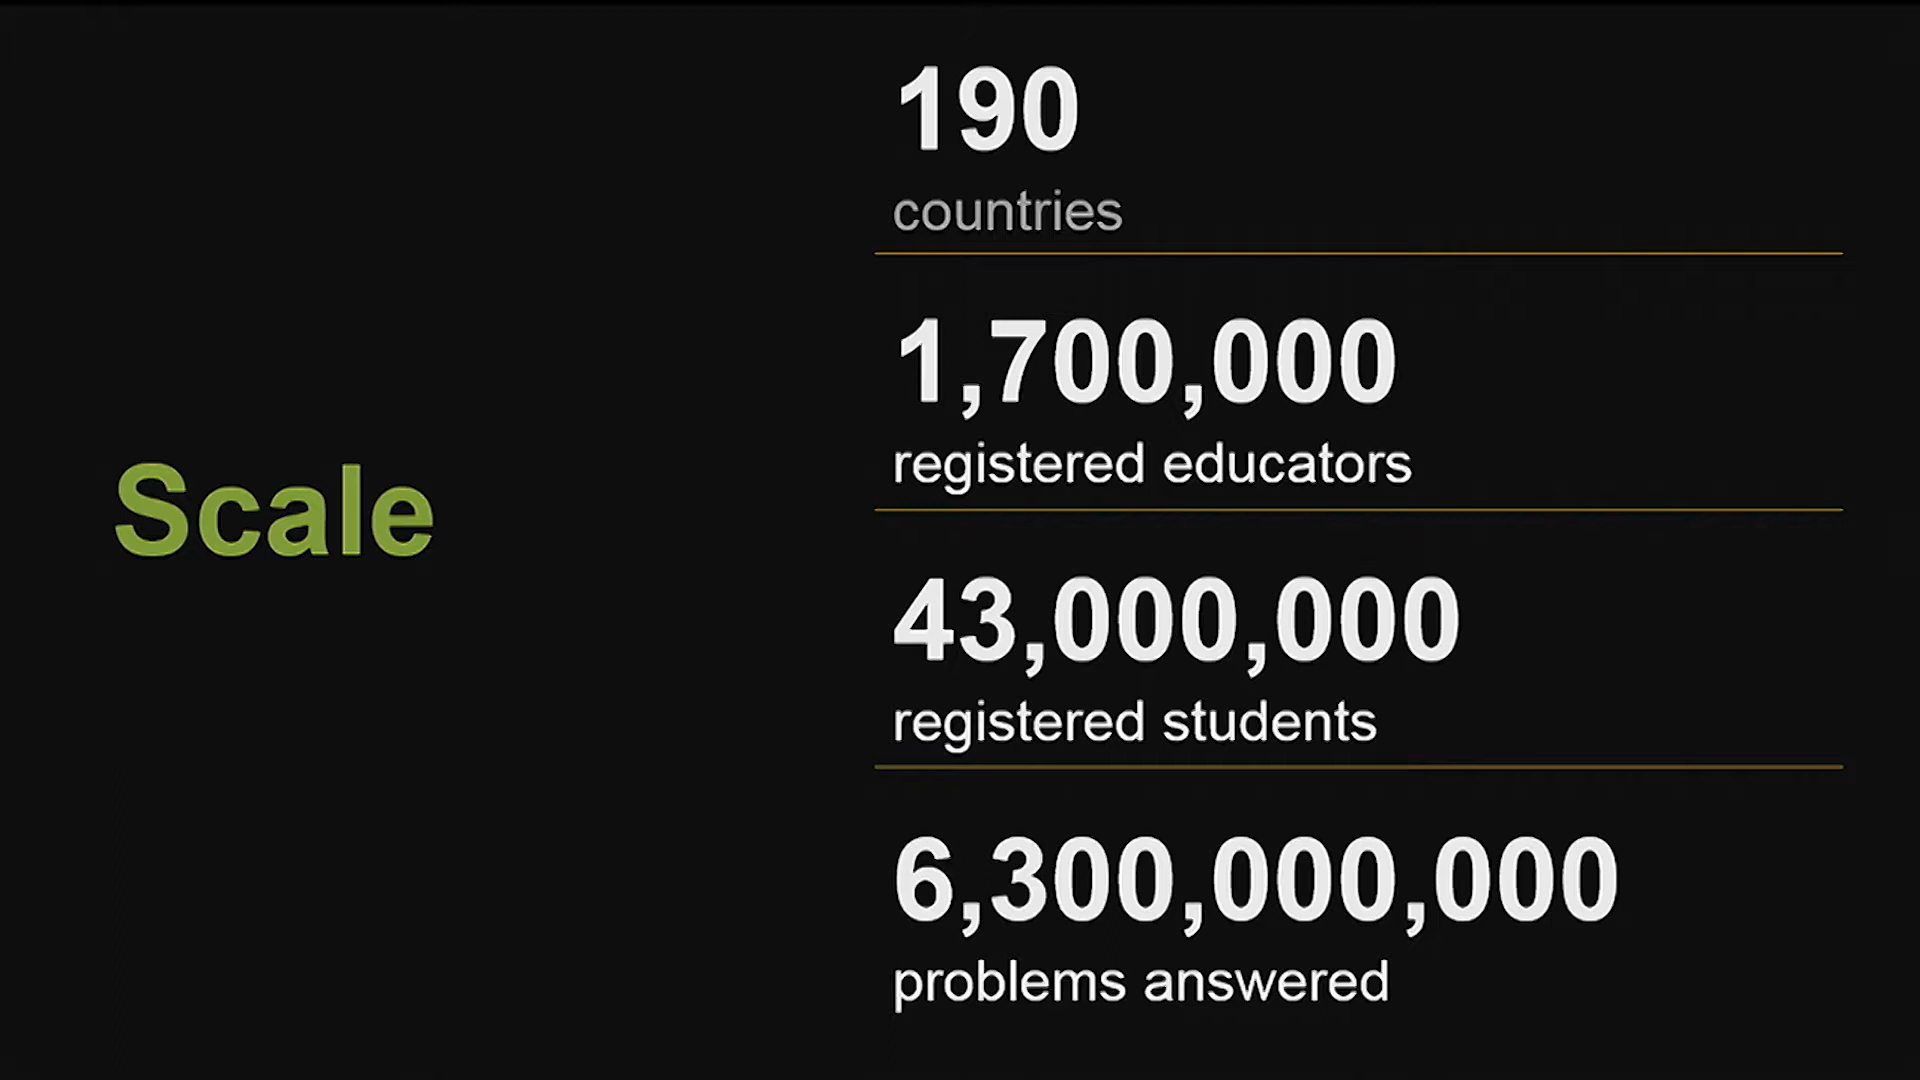 Scale
190
countries
1,700,000
registered educators
43,000,000
registered students
6,300,000,000
problems answered